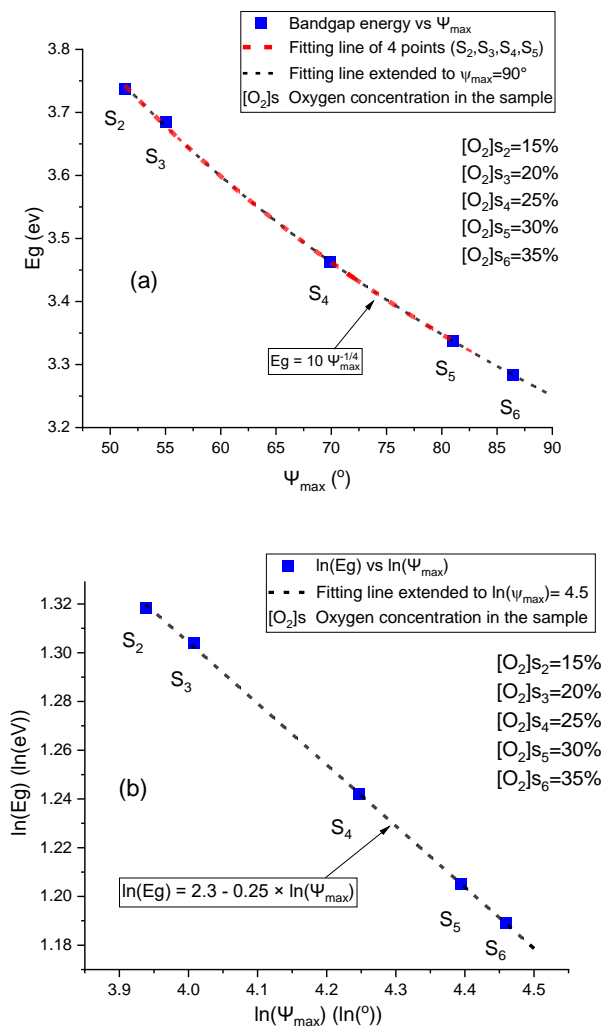 Bandgap energy vs Ψmax
Fitting line of 4 points (S2,S3,S4,S5)
Fitting line extended to ψmax=90°
[O2]s Oxygen concentration in the sample
3.8
3.7
3.6
3.5
3.4
3.3
3.2
Eg (ev)
S2
S3
S4
S5
S6
[O2]s2=15%
[O2]s3=20%
[O2]s4=25%
[O2]s5=30%
[O2]s6=35%
(a)
Eg = 10 Ψmax^-1/4
50 55 60 65 70 75 80 85 90
Ψmax (o)
ln(Eg) vs ln(Ψmax)
Fitting line extended to ln(ψmax)= 4.5
[O2]s Oxygen concentration in the sample
1.32
1.30
1.28
1.26
1.24
1.22
1.20
1.18
ln(Eg) (ln(eV))
S2
S3
S4
S5
S6
[O2]s2=15%
[O2]s3=20%
[O2]s4=25%
[O2]s5=30%
[O2]s6=35%
(b)
ln(Eg) = 2.3 - 0.25 × ln(Ψmax)
3.9 4.0 4.1 4.2 4.3 4.4 4.5
ln(Ψmax) (ln(o))